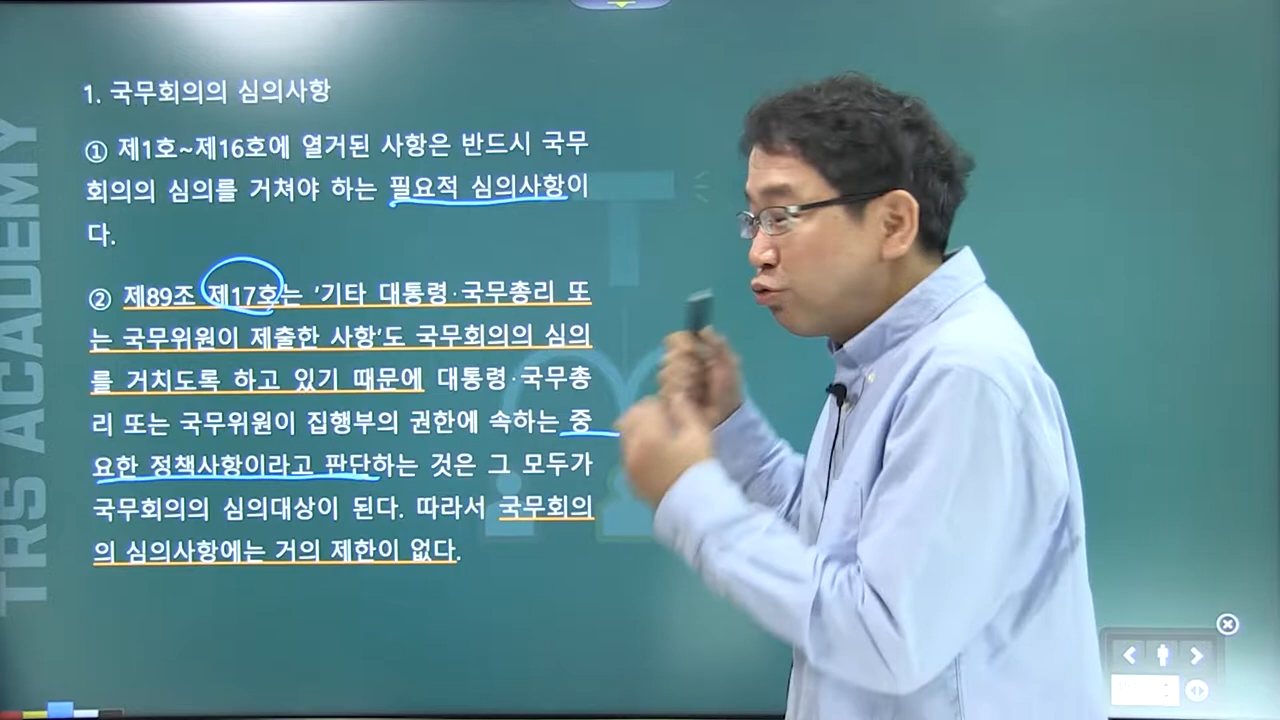 1. 국무회의의 심의사항
① 제1호~제16호에 열거된 사항은 반드시 국무
회의의 심의를 거쳐야 하는 필요적 심의사항이
다.
② 제89조 제17호는 '기타 대통령·국무총리 또
는 국무위원이 제출한 사항'도 국무회의의 심의
를 거치도록 하고 있기 때문에 대통령·국무총
리 또는 국무위원이 집행부의 권한에 속하는 중
요한 정책사항이라고 판단하는 것은 그 모두가
국무회의의 심의대상이 된다. 따라서 국무회의
의 심의사항에는 거의 제한이 없다.
TRS ACADEMY